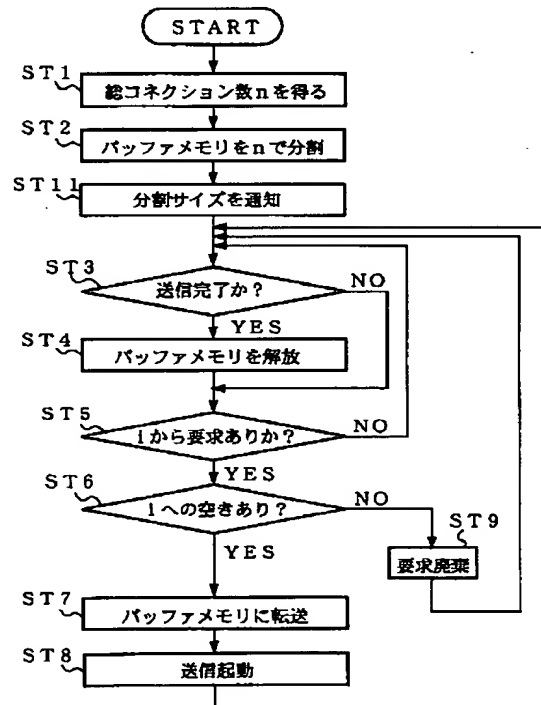 START
ST1
総コネクション数nを得る
ST2
バッファメモリをnで分割
ST11
分割サイズを通知
ST3
送信完了か?
NO
YES
ST4
バッファメモリを解放
ST5
iから要求ありか?
NO
YES
ST6
iへの空きあり?
NO
YES
ST9
要求廃棄
ST7
バッファメモリに転送
ST8
送信起動